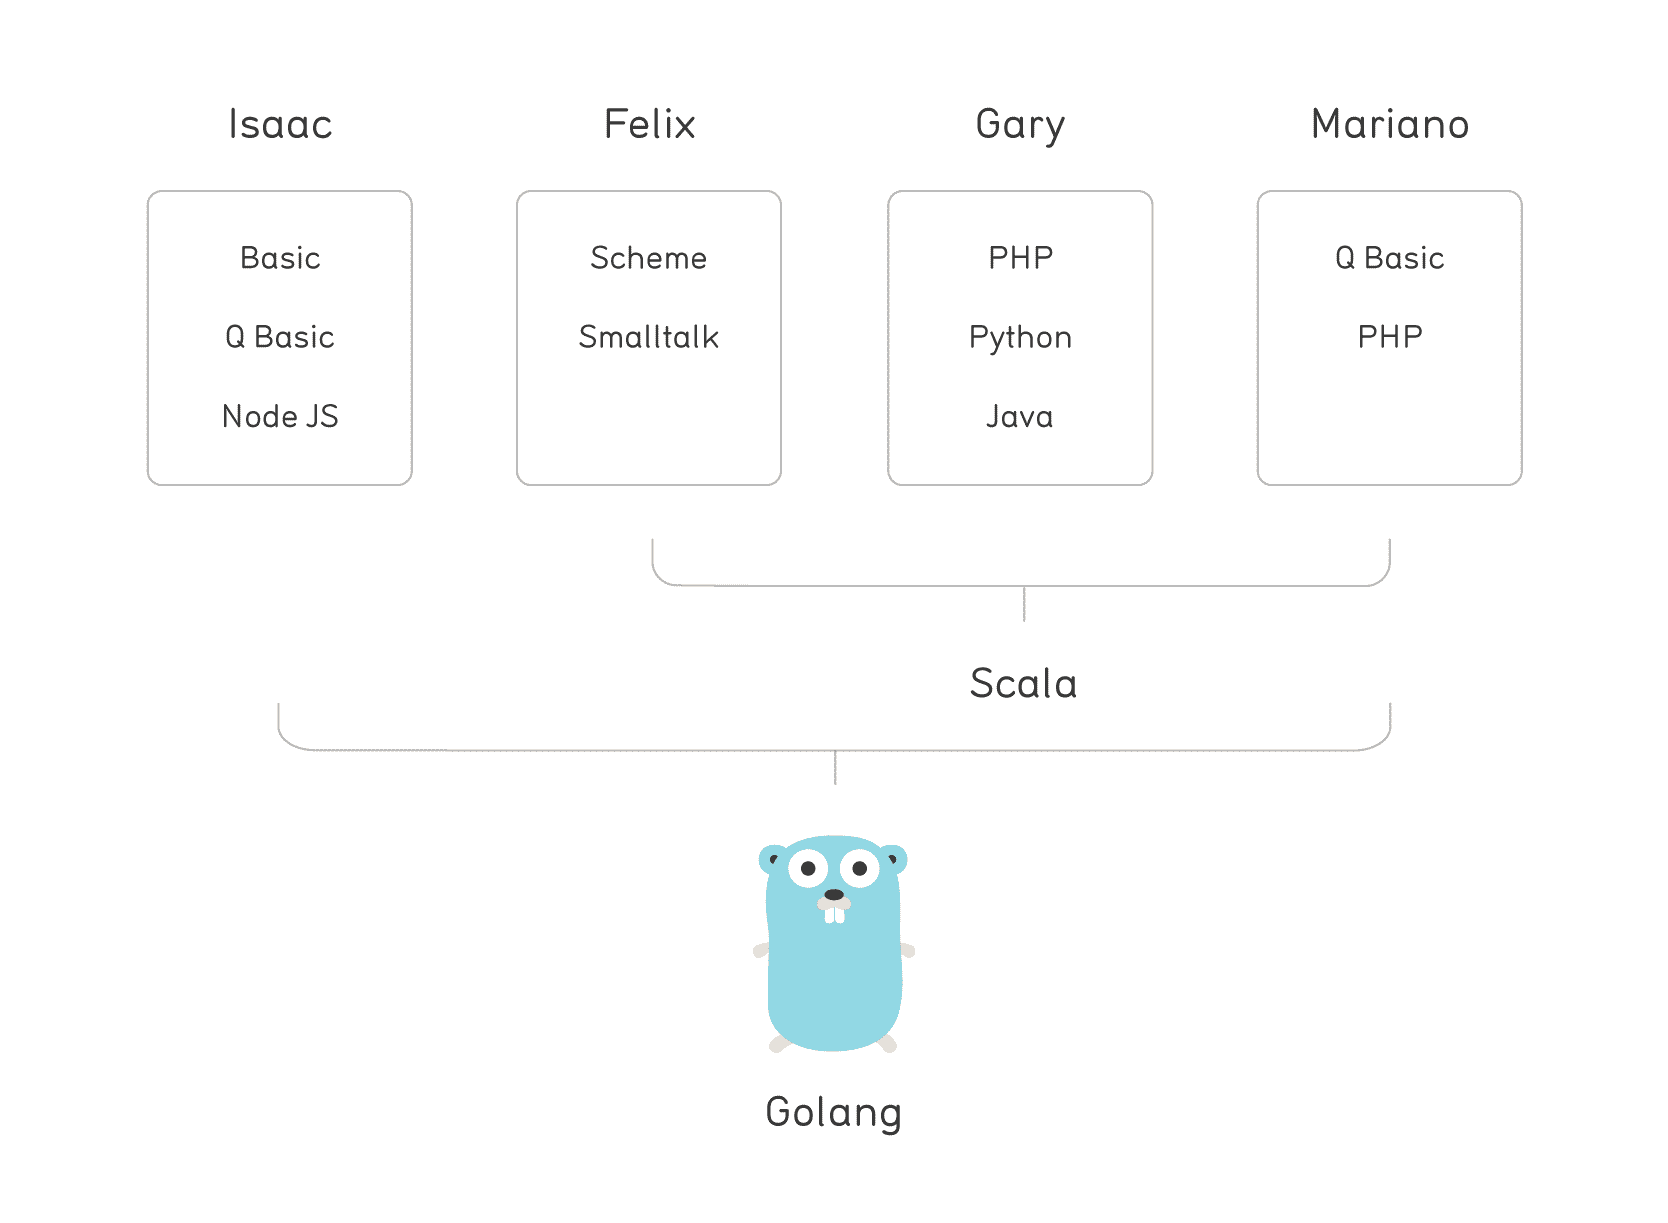 Isaac
Felix
Gary
Mariano
Basic
Q Basic
Node JS
Scheme
Smalltalk
PHP
Python
Java
Q Basic
PHP
Scala
Golang